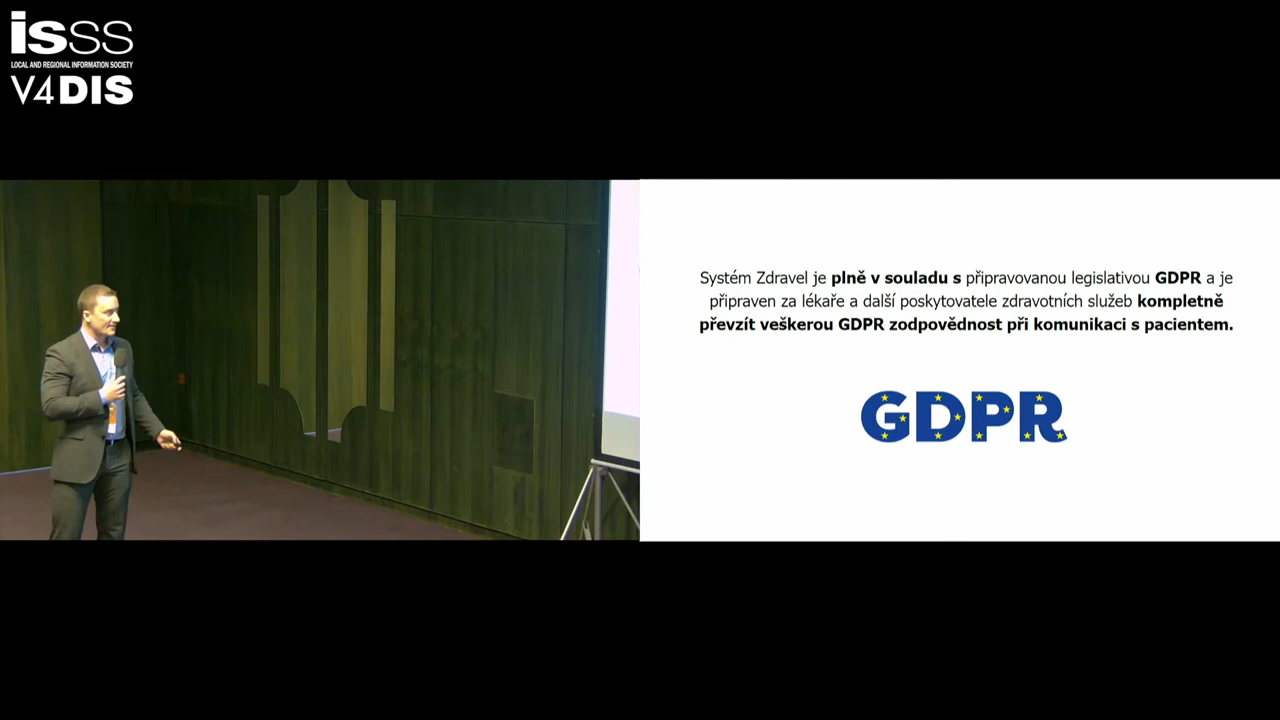 isss
LOCAL AND REGIONAL INFORMATION SOCIETY
V4DIS
Systém Zdravel je plně v souladu s připravovanou legislativou GDPR a je
připraven za lékaře a další poskytovatele zdravotních služeb kompletně
převzít veškerou GDPR zodpovědnost při komunikaci s pacientem.
GDPR